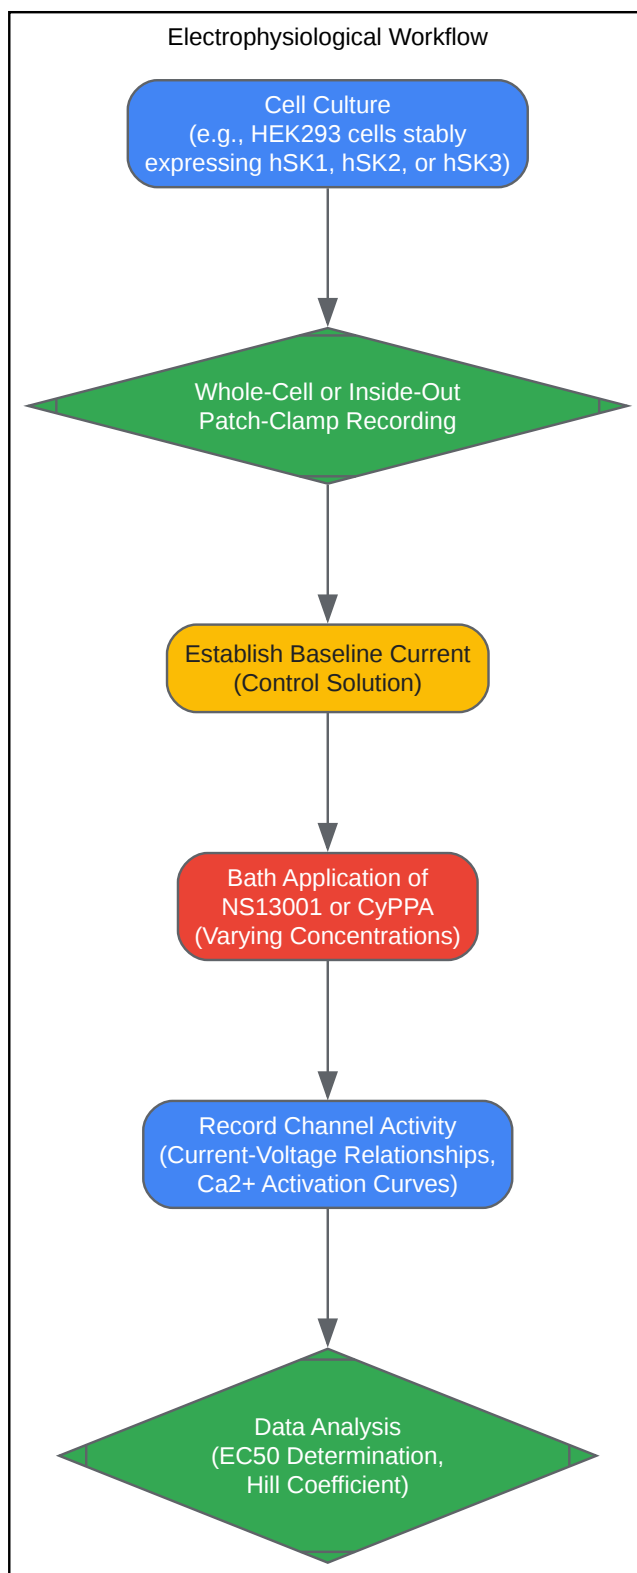 Electrophysiological Workflow
Cell Culture
(e.g., HEK293 cells stably
expressing hSK1, hSK2, or hSK3)
Whole-Cell or Inside-Out
Patch-Clamp Recording
Establish Baseline Current
(Control Solution)
Bath Application of
NS13001 or CyPPA
(Varying Concentrations)
Record Channel Activity
(Current-Voltage Relationships,
Ca2+ Activation Curves)
Data Analysis
(EC50 Determination,
Hill Coefficient)